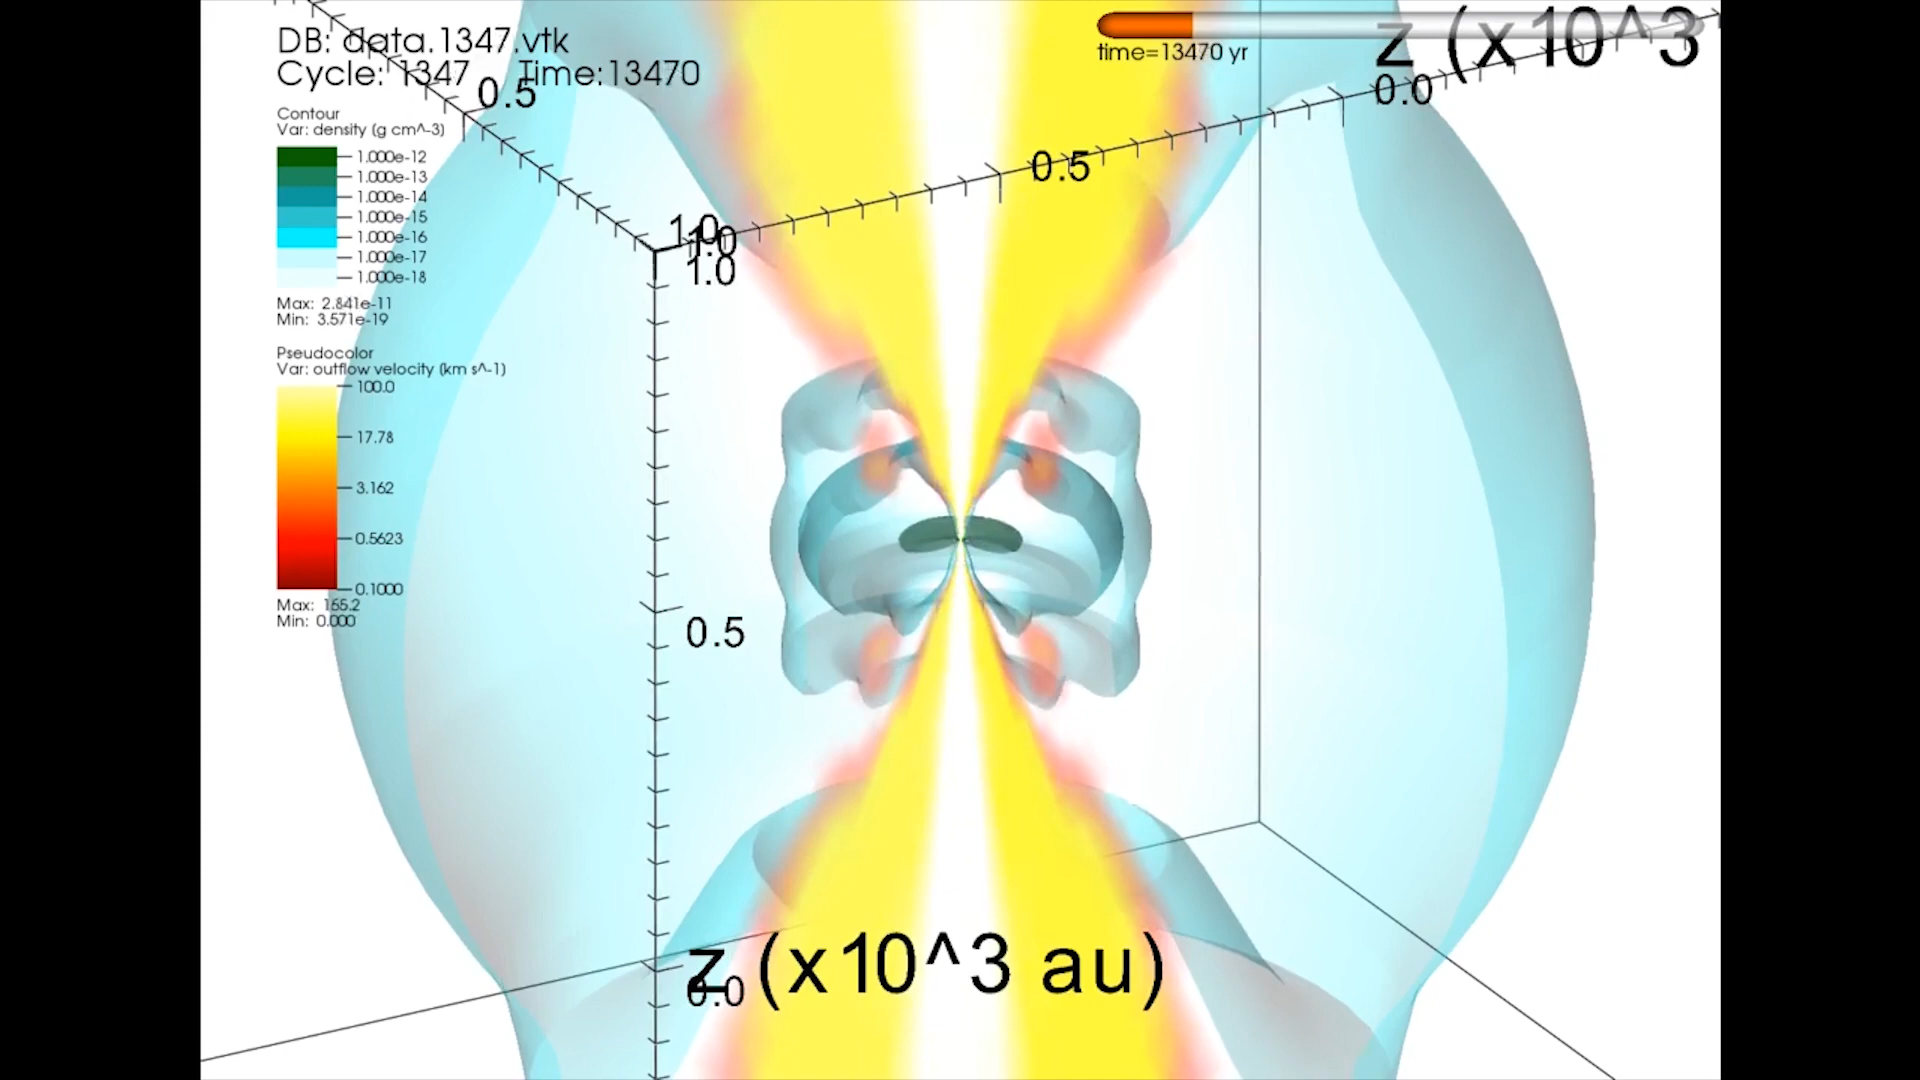 DB: data.1347.vtk
Cycle: 1347 Time:13470
Contour
Var: density (g cm^-3)
1.000e-12
1.000e-13
1.000e-14
1.000e-15
1.000e-16
1.000e-17
1.000e-18
Max: 2.841e-11
Min: 3.571e-19
Pseudocolor
Var: outflow velocity (km s^-1)
100.0
17.78
3.162
0.5623
0.1000
Max: 165.2
Min: 0.000
time=13470 yr
z (x10^3
0.0
0.5
0.5
1.0
1.0
1.0
0.5
z (x10^3 au)
0.0